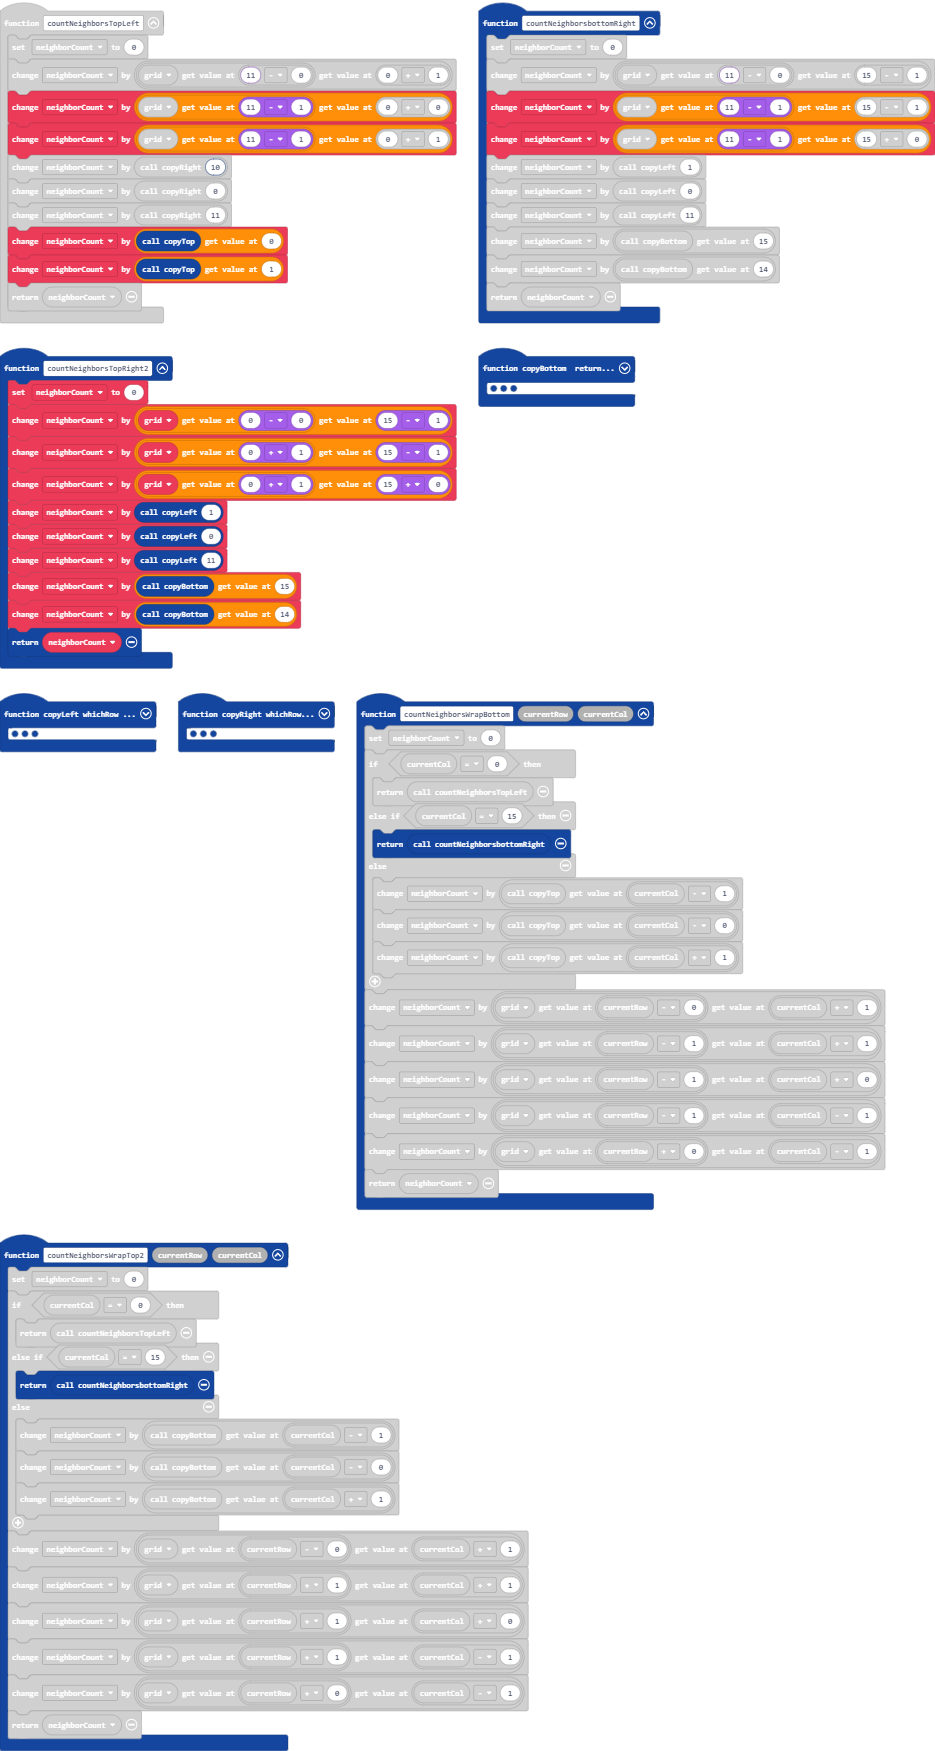 function countNeighborsTopLeft
set neighborCount to 0
change neighborCount by grid get value at 11 - 0 get value at 0 + 1
change neighborCount by grid get value at 11 - 1 get value at 0 + 0
change neighborCount by grid get value at 11 - 1 get value at 0 + 1
change neighborCount by call copyRight 10
change neighborCount by call copyRight 0
change neighborCount by call copyRight 11
change neighborCount by call copyTop get value at 0
change neighborCount by call copyTop get value at 1
return neighborCount
function countNeighborsbottomRight
set neighborCount to 0
change neighborCount by grid get value at 11 - 0 get value at 15 - 1
change neighborCount by grid get value at 11 - 1 get value at 15 - 1
change neighborCount by grid get value at 11 - 1 get value at 15 + 0
change neighborCount by call copyLeft 1
change neighborCount by call copyLeft 0
change neighborCount by call copyLeft 11
change neighborCount by call copyBottom get value at 15
change neighborCount by call copyBottom get value at 14
return neighborCount
function countNeighborsTopRight2
set neighborCount to 0
change neighborCount by grid get value at 0 - 0 get value at 15 - 1
change neighborCount by grid get value at 0 + 1 get value at 15 - 1
change neighborCount by grid get value at 0 + 1 get value at 15 + 0
change neighborCount by call copyLeft 1
change neighborCount by call copyLeft 0
change neighborCount by call copyLeft 11
change neighborCount by call copyBottom get value at 15
change neighborCount by call copyBottom get value at 14
return neighborCount
function copyBottom return...
function copyLeft whichRow ...
function copyRight whichRow...
function countNeighborsWrapBottom currentRow currentCol
set neighborCount to 0
if currentCol = 0 then
return call countNeighborsTopLeft
else if currentCol = 15 then
return call countNeighborsbottomRight
else
change neighborCount by call copyTop get value at currentCol - 1
change neighborCount by call copyTop get value at currentCol - 0
change neighborCount by call copyTop get value at currentCol + 1
change neighborCount by grid get value at currentRow - 0 get value at currentCol + 1
change neighborCount by grid get value at currentRow - 1 get value at currentCol + 1
change neighborCount by grid get value at currentRow - 1 get value at currentCol + 0
change neighborCount by grid get value at currentRow - 1 get value at currentCol - 1
change neighborCount by grid get value at currentRow + 0 get value at currentCol - 1
return neighborCount
function countNeighborsWrapTop2 currentRow currentCol
set neighborCount to 0
if currentCol = 0 then
return call countNeighborsTopLeft
else if currentCol = 15 then
return call countNeighborsbottomRight
else
change neighborCount by call copyBottom get value at currentCol - 1
change neighborCount by call copyBottom get value at currentCol - 0
change neighborCount by call copyBottom get value at currentCol + 1
change neighborCount by grid get value at currentRow - 0 get value at currentCol + 1
change neighborCount by grid get value at currentRow + 1 get value at currentCol + 1
change neighborCount by grid get value at currentRow + 1 get value at currentCol + 0
change neighborCount by grid get value at currentRow + 1 get value at currentCol - 1
change neighborCount by grid get value at currentRow + 0 get value at currentCol - 1
return neighborCount